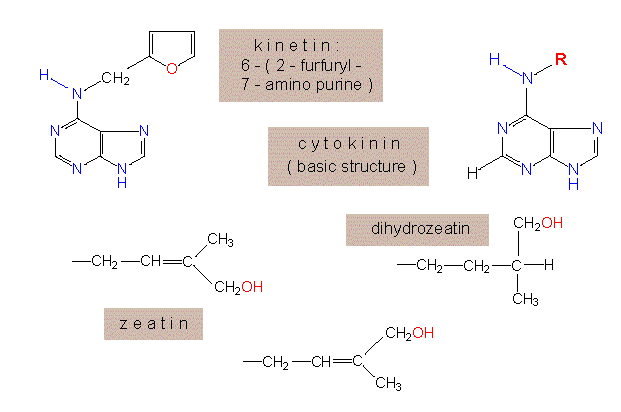 kinetin:
6 - ( 2 - furfuryl -
7 - amino purine )
H
N
CH2
O
N
N
N
N
H
cytokinin
( basic structure )
H
R
N
N
N
H
N
N
H
dihydrozeatin
CH2OH
CH2
CH2
C
H
CH3
CH2
CH
C
CH3
CH2OH
zeatin
CH2
CH
C
CH2OH
CH3